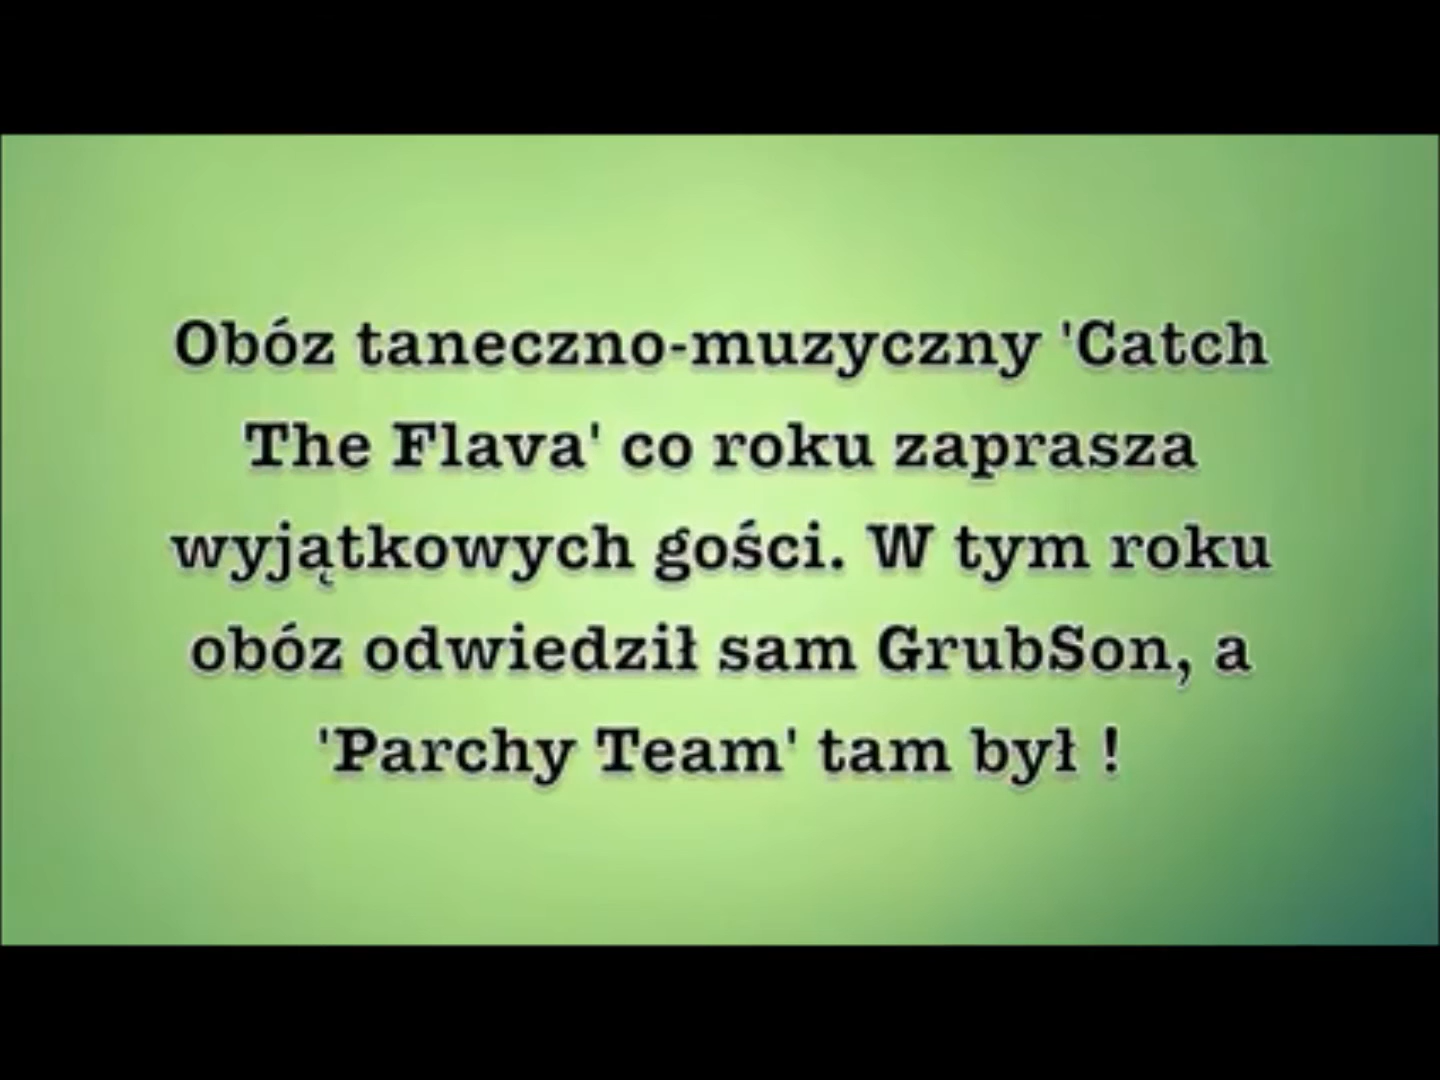 Obóz taneczno-muzyczny 'Catch
The Flava' co roku zaprasza
wyjątkowych gości. W tym roku
obóz odwiedził sam GrubSon, a
'Parchy Team' tam był !